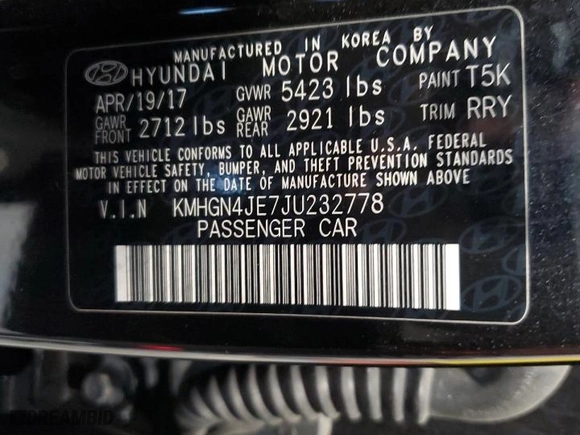 MANUFACTURED IN KOREA BY
HYUNDAI MOTOR COMPANY
APR/19/17 GVWR 5423 lbs PAINT T5K
GAWR FRONT 2712 lbs GAWR REAR 2921 lbs TRIM RRY
THIS VEHICLE CONFORMS TO ALL APPLICABLE U.S.A. FEDERAL
MOTOR VEHICLE SAFETY, BUMPER, AND THEFT PREVENTION STANDARDS
IN EFFECT ON THE DATE OF MANUFACTURE SHOWN ABOVE
V.I.N KMHGN4JE7JU232778
PASSENGER CAR
DREAMBID